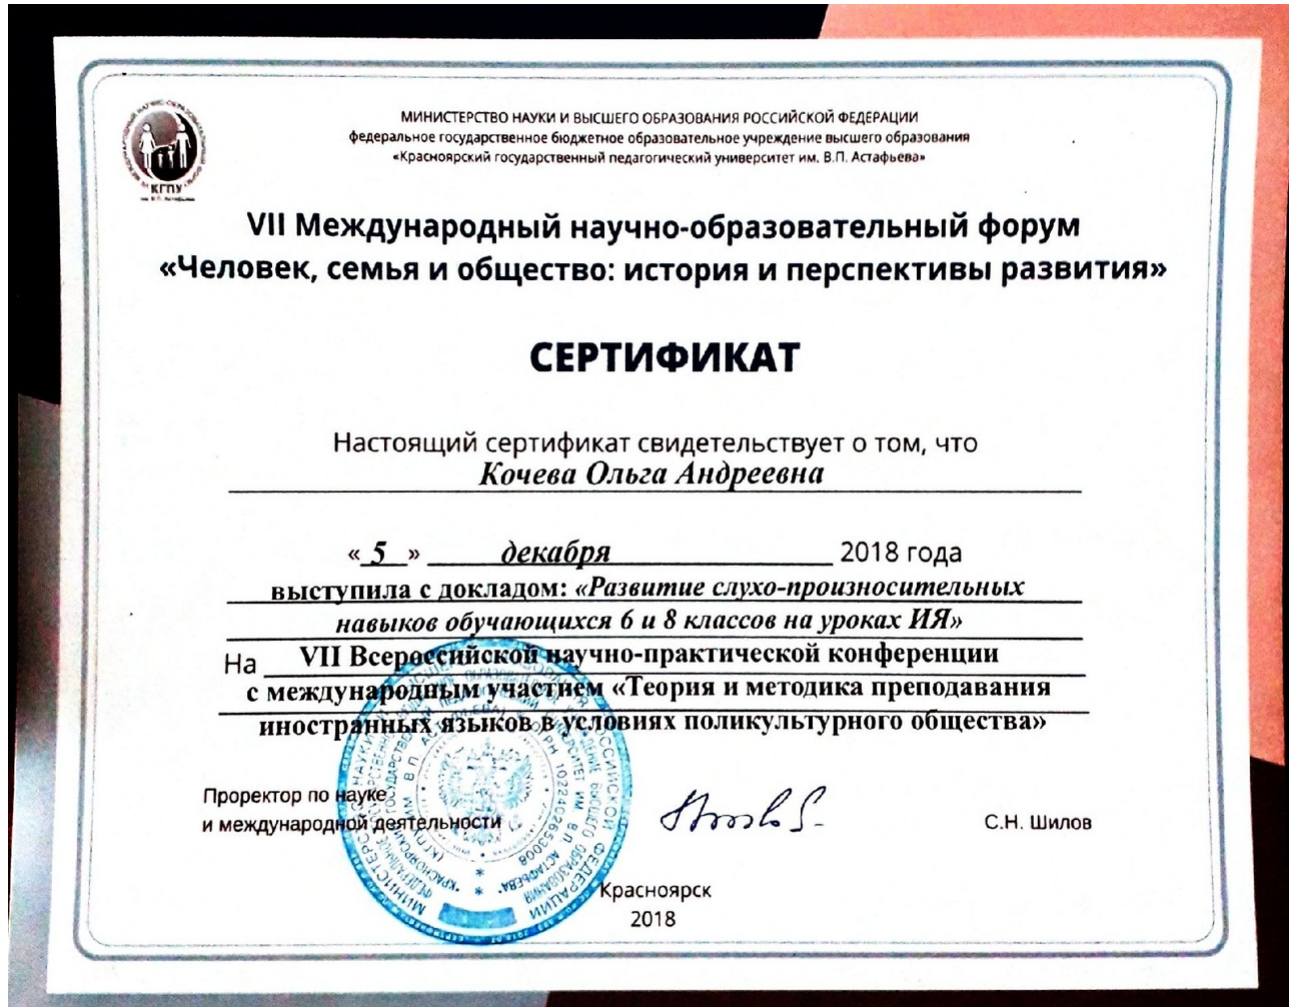 МИНИСТЕРСТВО НАУКИ И ВЫСШЕГО ОБРАЗОВАНИЯ РОССИЙСКОЙ ФЕДЕРАЦИИ
федеральное государственное бюджетное образовательное учреждение высшего образования
«Красноярский государственный педагогический университет им. В.П. Астафьева»
КГПУ
им. В.П. Астафьева
VII Международный научно-образовательный форум
«Человек, семья и общество: история и перспективы развития»
СЕРТИФИКАТ
Настоящий сертификат свидетельствует о том, что
Кочева Ольга Андреевна
« 5 » декабря 2018 года
выступила с докладом: «Развитие слухо-произносительных
навыков обучающихся 6 и 8 классов на уроках ИЯ»
На VII Всероссийской научно-практической конференции
с международным участием «Теория и методика преподавания
иностранных языков в условиях поликультурного общества»
Проректор по науке
и международной деятельности
С.Н. Шилов
Красноярск
2018